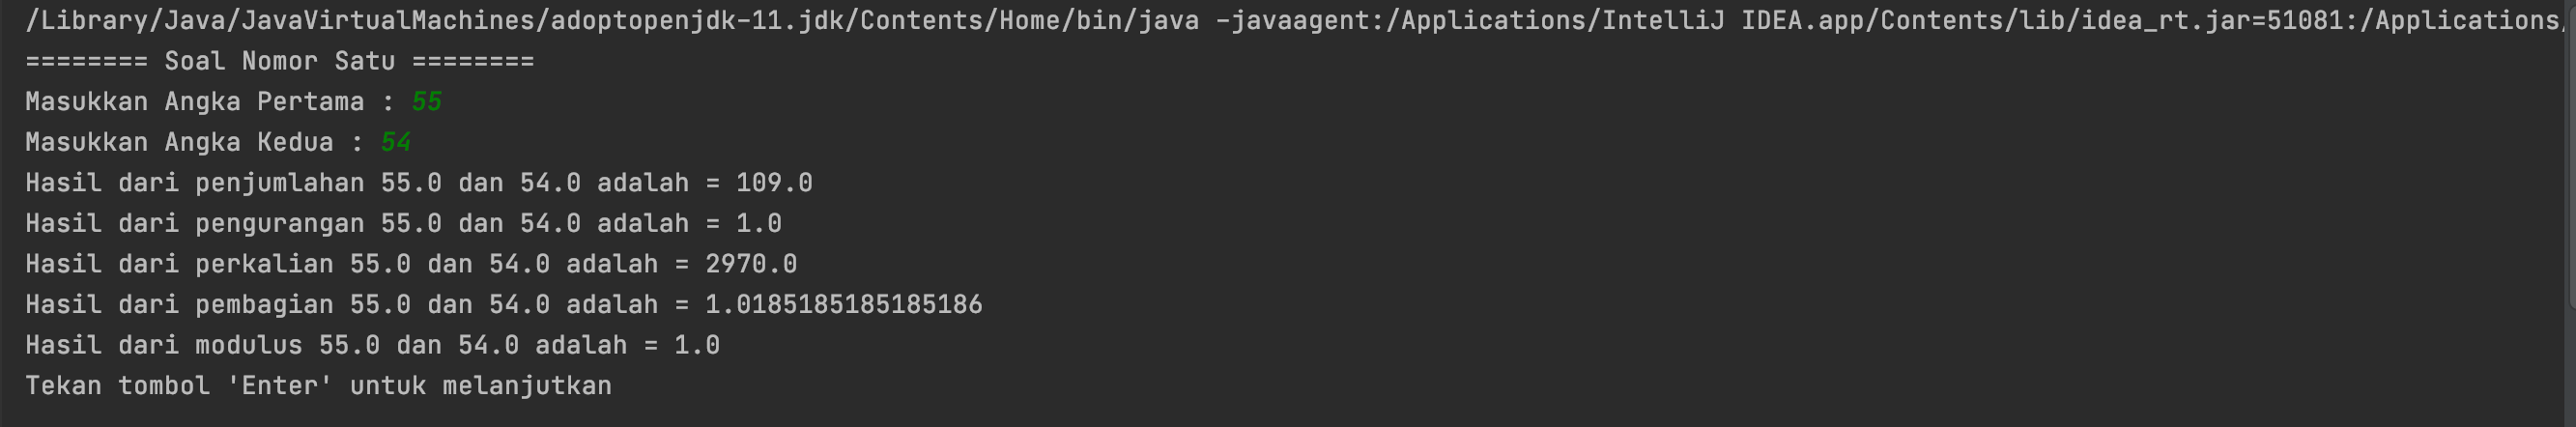 /Library/Java/JavaVirtualMachines/adoptopenjdk-11.jdk/Contents/Home/bin/java -javaagent:/Applications/IntelliJ IDEA.app/Contents/lib/idea_rt.jar=51081:/Applications/
======== Soal Nomor Satu ========
Masukkan Angka Pertama : 55
Masukkan Angka Kedua : 54
Hasil dari penjumlahan 55.0 dan 54.0 adalah = 109.0
Hasil dari pengurangan 55.0 dan 54.0 adalah = 1.0
Hasil dari perkalian 55.0 dan 54.0 adalah = 2970.0
Hasil dari pembagian 55.0 dan 54.0 adalah = 1.0185185185185186
Hasil dari modulus 55.0 dan 54.0 adalah = 1.0
Tekan tombol 'Enter' untuk melanjutkan